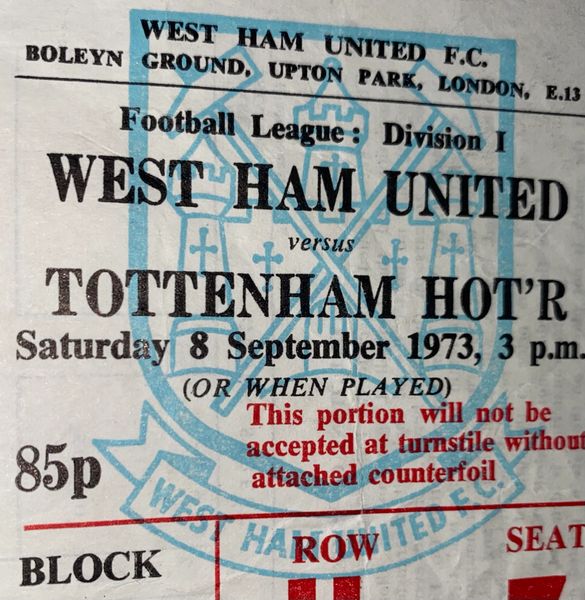 WEST HAM UNITED F.C.
BOLEYN GROUND, UPTON PARK, LONDON, E.13
Football League: Division I
WEST HAM UNITED
versus
TOTTENHAM HOT'R
Saturday 8 September 1973, 3 p.m.
(OR WHEN PLAYED)
This portion will not be
accepted at turnstile without
attached counterfoil
85p
WEST HAM UNITED F.C.
BLOCK
ROW
SEAT